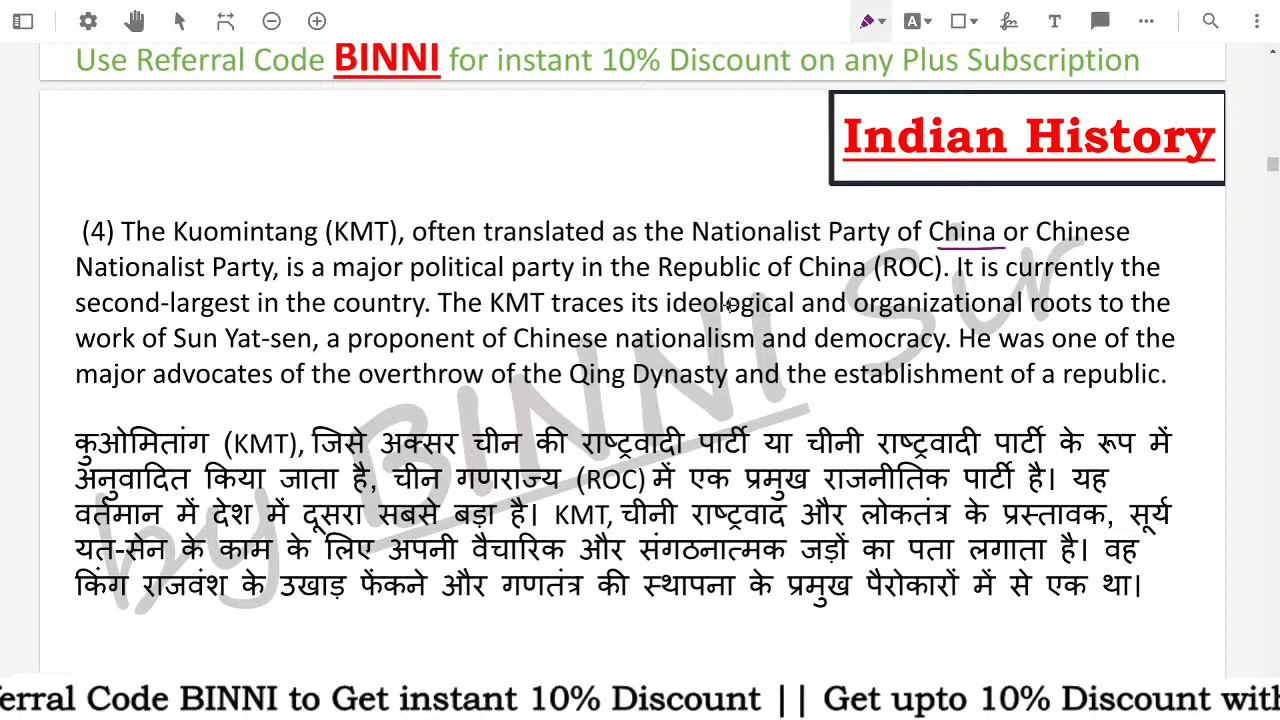 Use Referral Code BINNI for instant 10% Discount on any Plus Subscription
Indian History
(4) The Kuomintang (KMT), often translated as the Nationalist Party of China or Chinese
Nationalist Party, is a major political party in the Republic of China (ROC). It is currently the
second-largest in the country. The KMT traces its ideological and organizational roots to the
work of Sun Yat-sen, a proponent of Chinese nationalism and democracy. He was one of the
major advocates of the overthrow of the Qing Dynasty and the establishment of a republic.
by BINNI Sir
कुओमितांग (KMT), जिसे अक्सर चीन की राष्ट्रवादी पार्टी या चीनी राष्ट्रवादी पार्टी के रूप में
अनुवादित किया जाता है, चीन गणराज्य (ROC) में एक प्रमुख राजनीतिक पार्टी है। यह
वर्तमान में देश में दूसरा सबसे बड़ा है। KMT, चीनी राष्ट्रवाद और लोकतंत्र के प्रस्तावक, सूर्य
यत-सेन के काम के लिए अपनी वैचारिक और संगठनात्मक जड़ों का पता लगाता है। वह
किंग राजवंश के उखाड़ फेंकने और गणतंत्र की स्थापना के प्रमुख पैरोकारों में से एक था।
ferral Code BINNI to Get instant 10% Discount || Get upto 10% Discount with